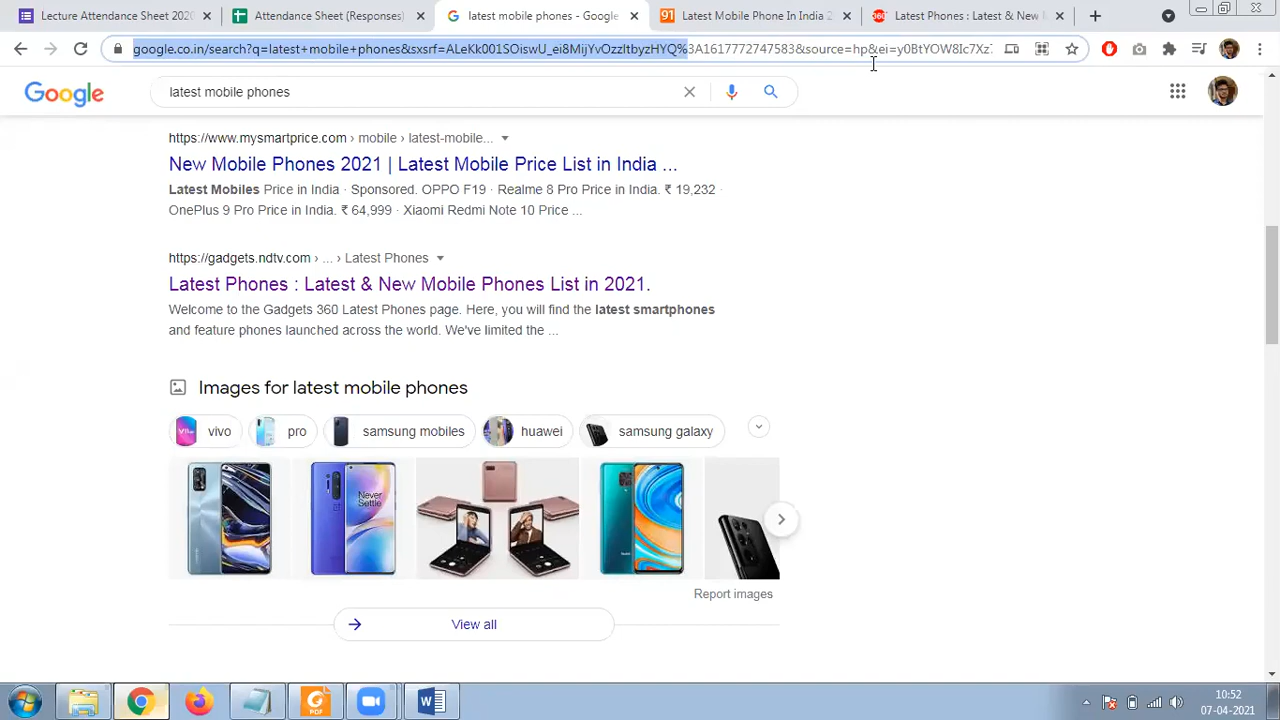 Lecture Attendance Sheet 202
Attendance Sheet (Responses)
latest mobile phones - Google
91 Latest Mobile Phone In India 2
360 Latest Phones : Latest & New
google.co.in/search?q=latest+mobile+phones&sxsrf=ALeKk001SOiswU_ei8MijYvOzzltbyzHYQ%3A1617772747583&source=hp&ei=y0BtYOW8Ic7Xz
Google
latest mobile phones
https://www.mysmartprice.com › mobile › latest-mobile...
New Mobile Phones 2021 | Latest Mobile Price List in India ...
Latest Mobiles Price in India · Sponsored. OPPO F19 · Realme 8 Pro Price in India. ₹ 19,232 ·
OnePlus 9 Pro Price in India. ₹ 64,999 · Xiaomi Redmi Note 10 Price ...
https://gadgets.ndtv.com › ... › Latest Phones
Latest Phones : Latest & New Mobile Phones List in 2021.
Welcome to the Gadgets 360 Latest Phones page. Here, you will find the latest smartphones
and feature phones launched across the world. We've limited the ...
Images for latest mobile phones
vivo pro samsung mobiles huawei samsung galaxy
Never
Settle
Report images
View all
PDF
10:52
07-04-2021